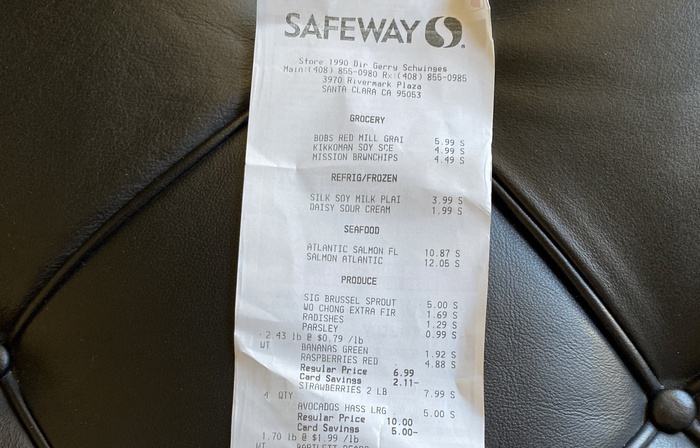 SAFEWAY
Store 1990 Dir Gerry Schwinges
Main:(408) 855-0980 Rx:(408) 855-0985
3970 Rivermark Plaza
SANTA CLARA CA 95053
GROCERY
BOBS RED MILL GRAI 5.99 S
KIKKOMAN SOY SCE 4.99 S
MISSION BRWNCHIPS 4.49 S
REFRIG/FROZEN
SILK SOY MILK PLAI 3.99 S
DAISY SOUR CREAM 1.99 S
SEAFOOD
ATLANTIC SALMON FL 10.87 S
SALMON ATLANTIC 12.05 S
PRODUCE
SIG BRUSSEL SPROUT 5.00 S
WO CHONG EXTRA FIR 1.69 S
RADISHES 1.29 S
PARSLEY 0.99 S
2.43 lb @ $0.79 /lb
WT BANANAS GREEN 1.92 S
RASPBERRIES RED 4.88 S
Regular Price 6.99
Card Savings 2.11-
STRAWBERRIES 2 LB 7.99 S
4 QTY
AVOCADOS HASS LRG 5.00 S
Regular Price 10.00
Card Savings 5.00-
1.70 lb @ $1.99 /lb
WT BARTLETT